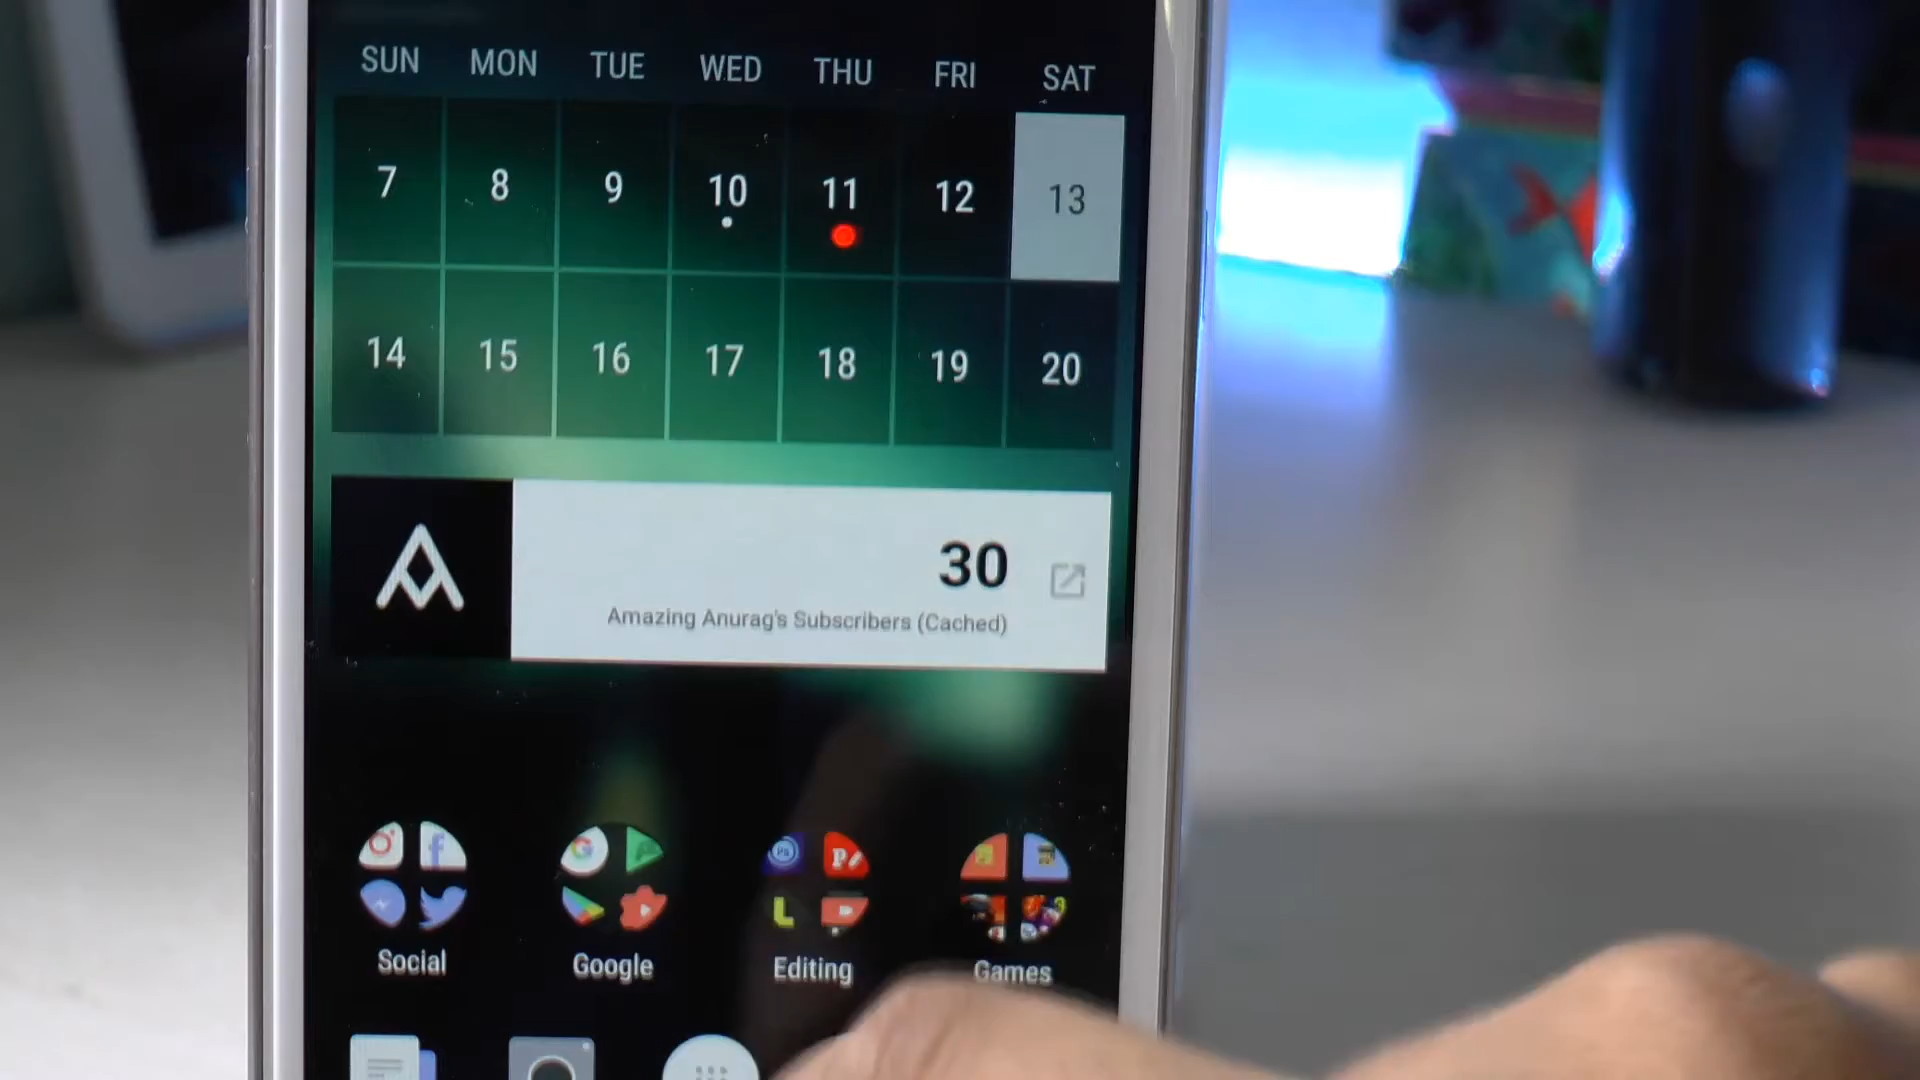 SUN MON TUE WED THU FRI SAT
7 8 9 10 11 12 13
14 15 16 17 18 19 20
30
Amazing Anurag's Subscribers (Cached)
Social Google Editing Games